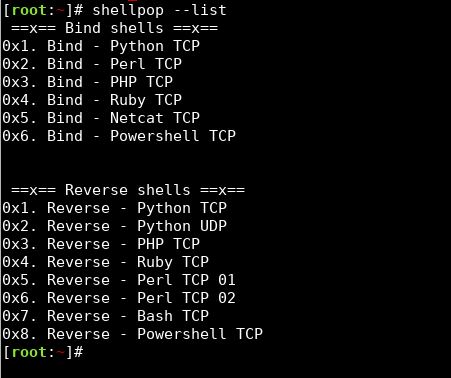 [root:~]# shellpop --list
==x== Bind shells ==x==
0x1. Bind - Python TCP
0x2. Bind - Perl TCP
0x3. Bind - PHP TCP
0x4. Bind - Ruby TCP
0x5. Bind - Netcat TCP
0x6. Bind - Powershell TCP
==x== Reverse shells ==x==
0x1. Reverse - Python TCP
0x2. Reverse - Python UDP
0x3. Reverse - PHP TCP
0x4. Reverse - Ruby TCP
0x5. Reverse - Perl TCP 01
0x6. Reverse - Perl TCP 02
0x7. Reverse - Bash TCP
0x8. Reverse - Powershell TCP
[root:~]#